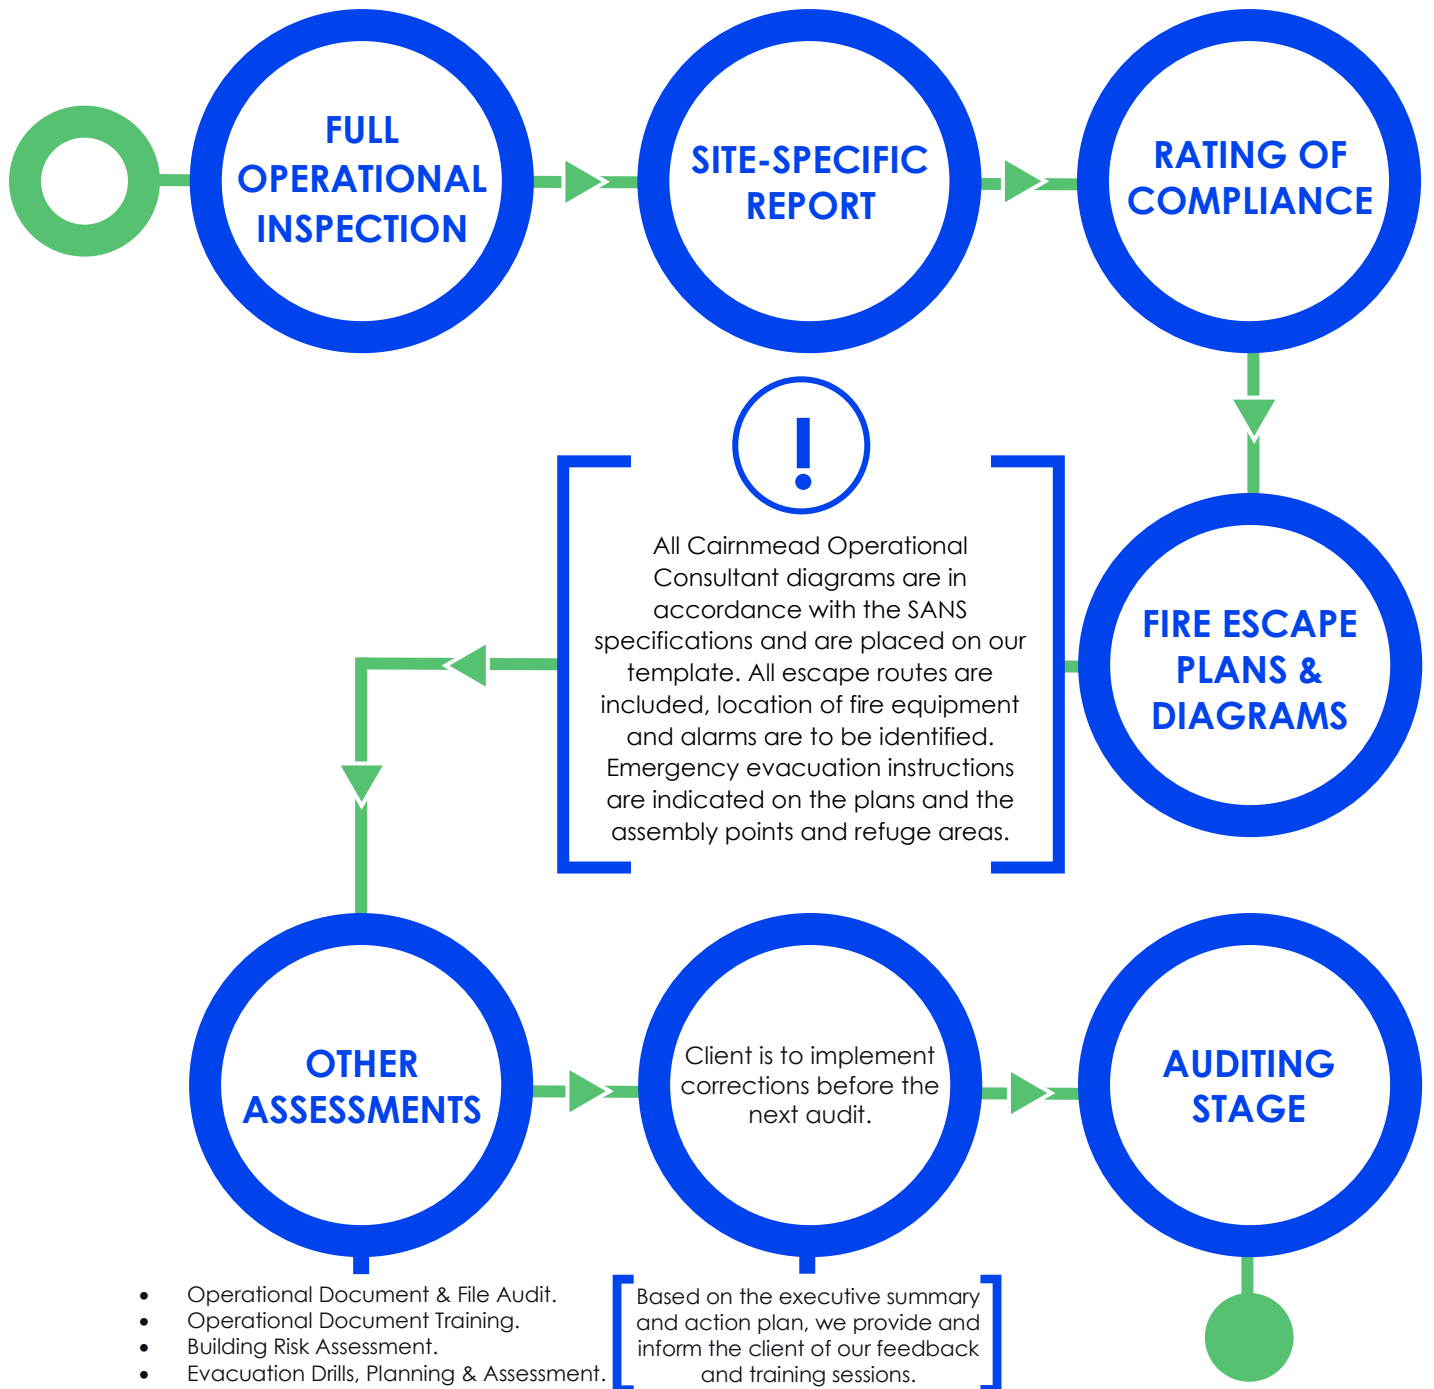 FULL
OPERATIONAL
INSPECTION
SITE-SPECIFIC
REPORT
RATING OF
COMPLIANCE
FIRE ESCAPE
PLANS &
DIAGRAMS
!
All Cairnmead Operational
Consultant diagrams are in
accordance with the SANS
specifications and are placed on our
template. All escape routes are
included, location of fire equipment
and alarms are to be identified.
Emergency evacuation instructions
are indicated on the plans and the
assembly points and refuge areas.
OTHER
ASSESSMENTS
• Operational Document & File Audit.
• Operational Document Training.
• Building Risk Assessment.
• Evacuation Drills, Planning & Assessment.
Client is to implement
corrections before the
next audit.
Based on the executive summary
and action plan, we provide and
inform the client of our feedback
and training sessions.
AUDITING
STAGE